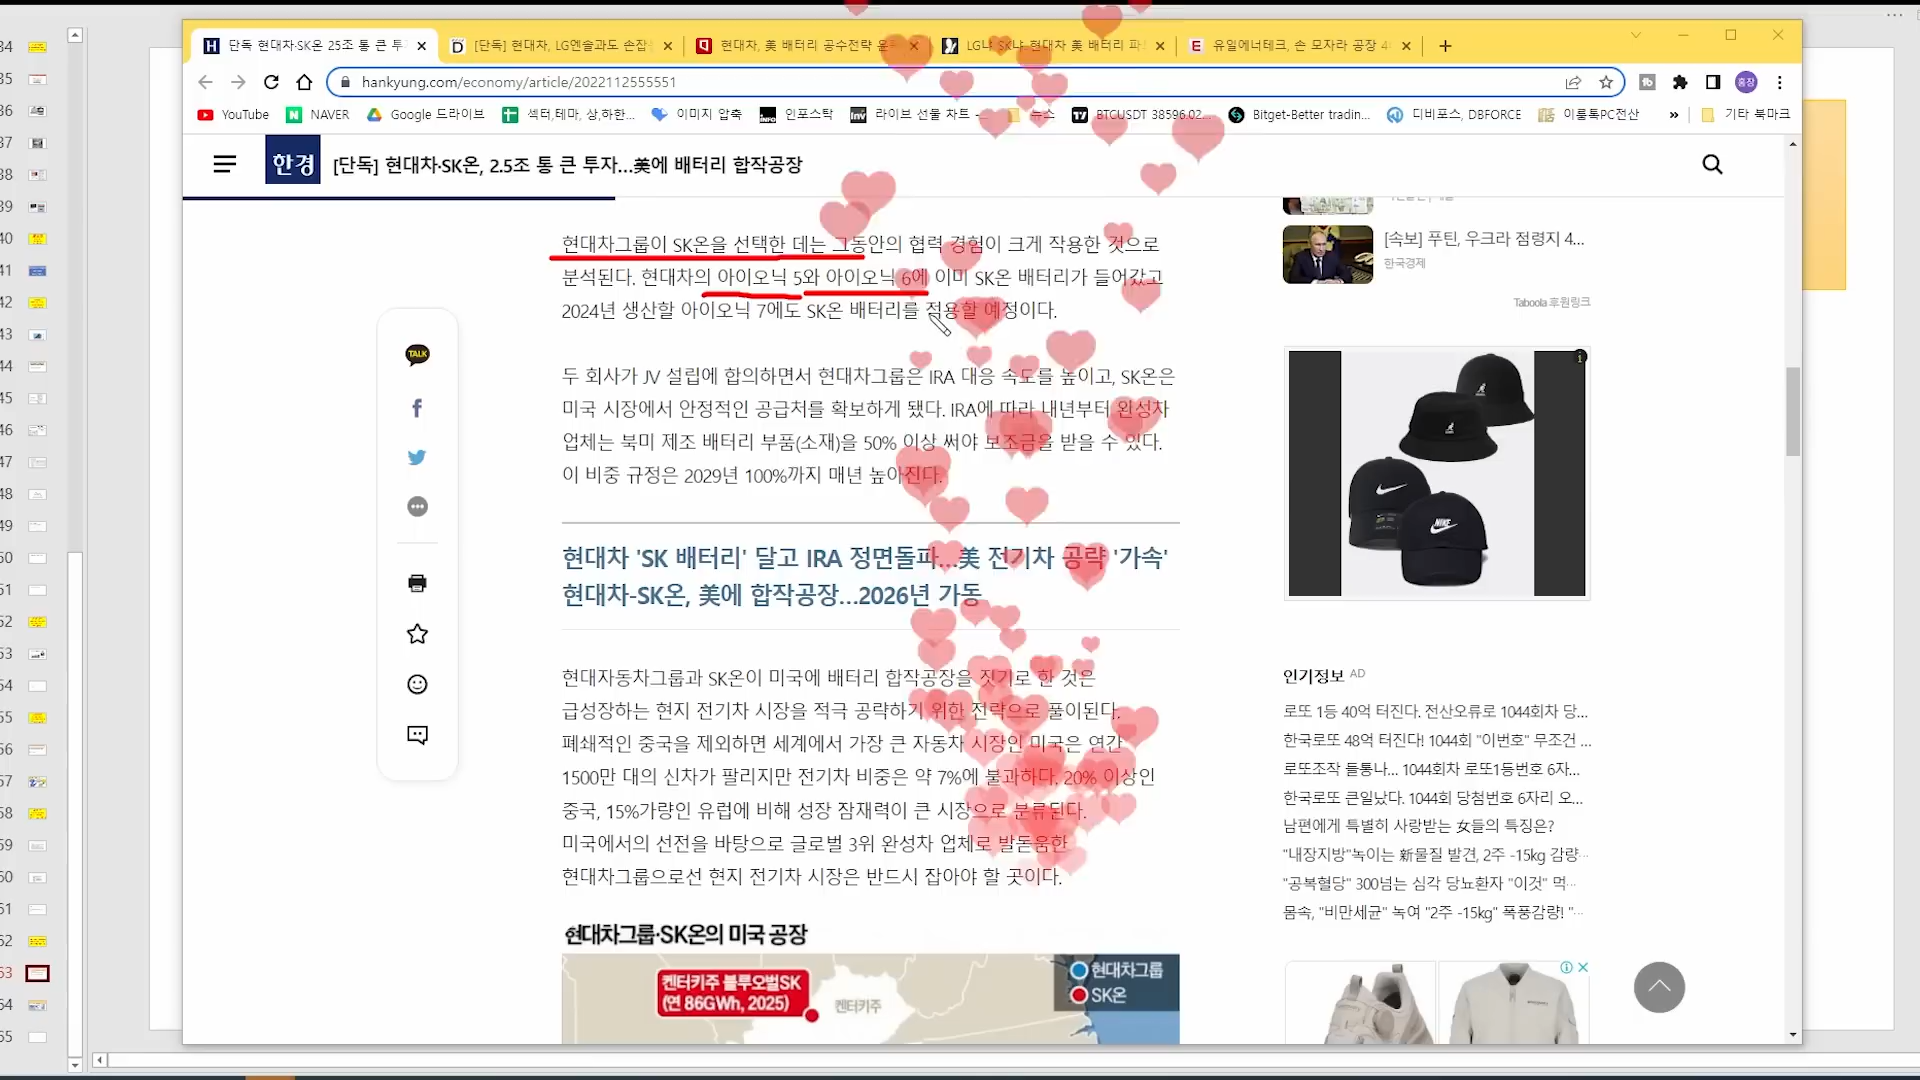 단독 현대차·SK온 25조 통 큰 투
[단독] 현대차, LG엔솔과도 손잡
현대차, 美 배터리 공수전략
LG냐 SK냐 현대차 美 배터리 파
유일에너테크, 손 모자라 공장 4
hankyung.com/economy/article/2022112555551
YouTube
NAVER
Google 드라이브
섹터,테마, 상,하한...
이미지 압축
인포스탁
라이브 선물 차트 -...
뉴스
BTCUSDT 38596.02...
Bitget-Better tradin...
디비포스, DBFORCE
이룸톡PC전산
»
기타 북마크
한경
[단독] 현대차·SK온, 2.5조 통 큰 투자...美에 배터리 합작공장
현대차그룹이 SK온을 선택한 데는 그동안의 협력 경험이 크게 작용한 것으로
분석된다. 현대차의 아이오닉 5와 아이오닉 6에 이미 SK온 배터리가 들어갔고
2024년 생산할 아이오닉 7에도 SK온 배터리를 적용할 예정이다.
두 회사가 JV 설립에 합의하면서 현대차그룹은 IRA 대응 속도를 높이고, SK온은
미국 시장에서 안정적인 공급처를 확보하게 됐다. IRA에 따라 내년부터 완성차
업체는 북미 제조 배터리 부품(소재)을 50% 이상 써야 보조금을 받을 수 있다.
이 비중 규정은 2029년 100%까지 매년 높아진다.
현대차 'SK 배터리' 달고 IRA 정면돌파...美 전기차 공략 '가속'
현대차-SK온, 美에 합작공장...2026년 가동
현대자동차그룹과 SK온이 미국에 배터리 합작공장을 짓기로 한 것은
급성장하는 현지 전기차 시장을 적극 공략하기 위한 전략으로 풀이된다.
폐쇄적인 중국을 제외하면 세계에서 가장 큰 자동차 시장인 미국은 연간
1500만 대의 신차가 팔리지만 전기차 비중은 약 7%에 불과하다. 20% 이상인
중국, 15%가량인 유럽에 비해 성장 잠재력이 큰 시장으로 분류된다.
미국에서의 선전을 바탕으로 글로벌 3위 완성차 업체로 발돋움한
현대차그룹으로선 현지 전기차 시장은 반드시 잡아야 할 곳이다.
현대차그룹·SK온의 미국 공장
켄터키주 블루오벌SK
(연 86GWh, 2025)
켄터키주
현대차그룹
SK온
TALK
[속보] 푸틴, 우크라 점령지 4...
한국경제
Taboola 후원링크
NIKE
인기정보 AD
로또 1등 40억 터진다. 전산오류로 1044회차 당...
한국로또 48억 터진다! 1044회 "이번호" 무조건 ...
로또조작 들통나... 1044회차 로또1등번호 6자...
한국로또 큰일났다. 1044회 당첨번호 6자리 오...
남편에게 특별히 사랑받는 女들의 특징은?
"내장지방"녹이는 新물질 발견, 2주 -15kg 감량...
"공복혈당" 300넘는 심각 당뇨환자 "이것" 먹...
몸속, "비만세균" 녹여 "2주 -15kg" 폭풍감량! "...